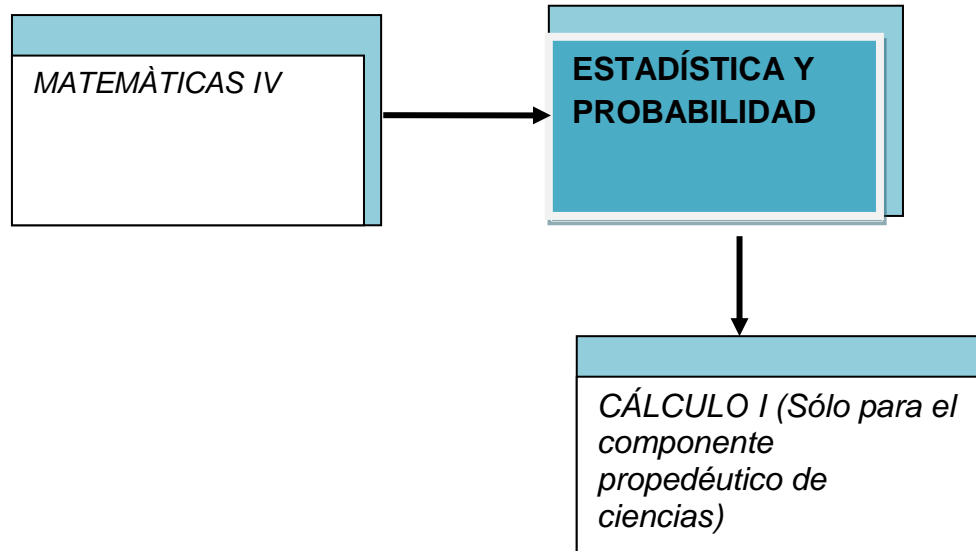 MATEMÀTICAS IV
ESTADÍSTICA Y
PROBABILIDAD
CÁLCULO I (Sólo para el
componente
propedéutico de
ciencias)